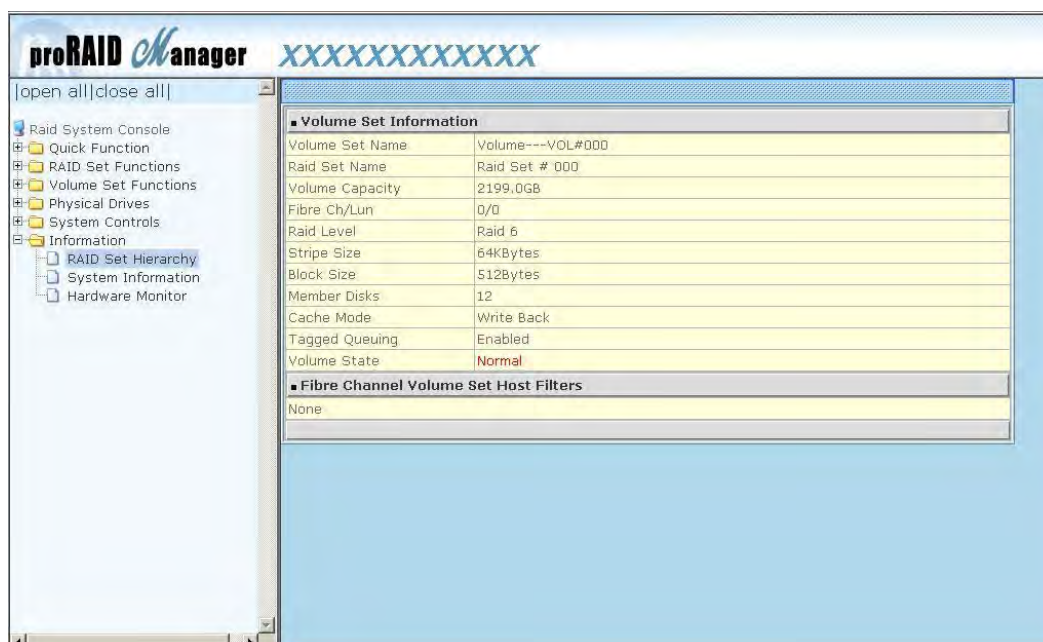 proRAID Manager XXXXXXXXXXXX
|open all|close all|
Raid System Console
Quick Function
RAID Set Functions
Volume Set Functions
Physical Drives
System Controls
Information
RAID Set Hierarchy
System Information
Hardware Monitor
Volume Set Information
Volume Set Name Volume---VOL#000
Raid Set Name Raid Set # 000
Volume Capacity 2199.0GB
Fibre Ch/Lun 0/0
Raid Level Raid 6
Stripe Size 64KBytes
Block Size 512Bytes
Member Disks 12
Cache Mode Write Back
Tagged Queuing Enabled
Volume State Normal
Fibre Channel Volume Set Host Filters
None